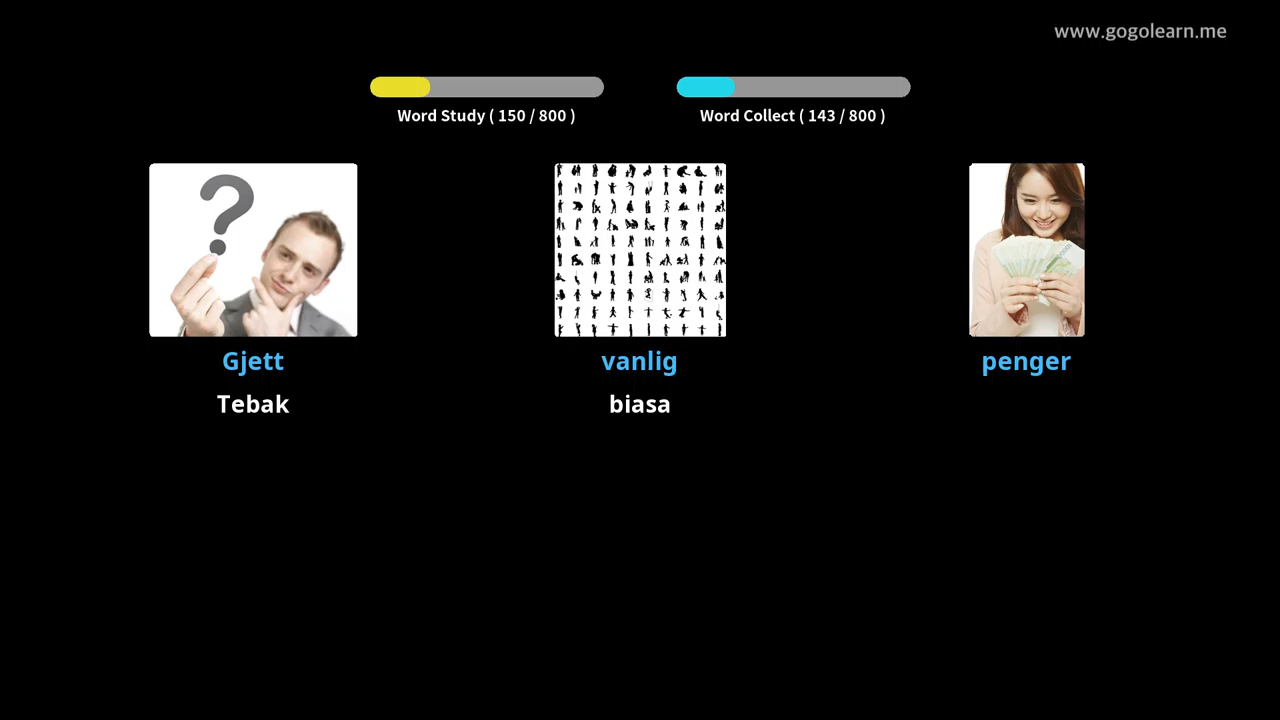 www.gogolearn.me
Word Study ( 150 / 800 )
Word Collect ( 143 / 800 )
Gjett
vanlig
penger
Tebak
biasa